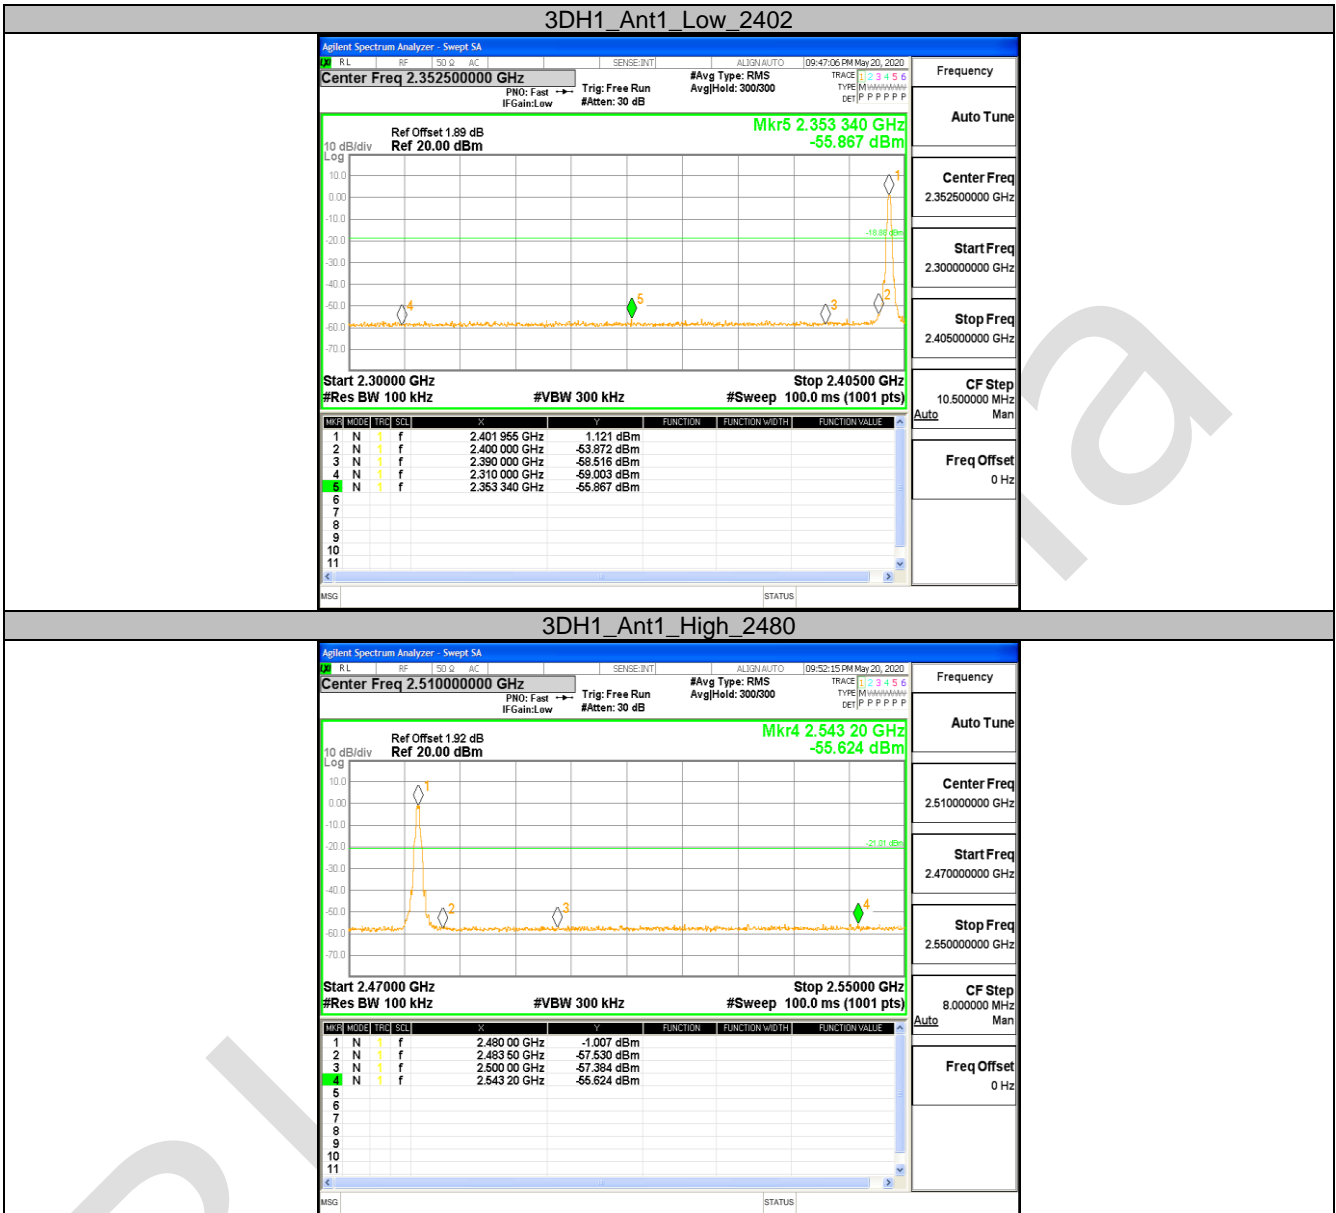 3DH1_Ant1_Low_2402
Agilent Spectrum Analyzer - Swept SA
RL RF 50 Ω AC SENSE:INT ALIGNAUTO 09:47:06 PM May 20, 2020
Center Freq 2.352500000 GHz
PNO: Fast
IFGain:Low
Trig: Free Run
#Atten: 30 dB
#Avg Type: RMS
Avg|Hold: 300/300
TRACE 1 2 3 4 5 6
TYPE M
DET P P P P P P
Frequency
Auto Tune
Center Freq
2.352500000 GHz
Start Freq
2.300000000 GHz
Stop Freq
2.405000000 GHz
CF Step
10.500000 MHz
Auto Man
Freq Offset
0 Hz
Mkr5 2.353 340 GHz
-55.867 dBm
Ref Offset 1.89 dB
10 dB/div Ref 20.00 dBm
Log
10.0
0.00
-10.0
-20.0
-30.0
-40.0
-50.0
-60.0
-70.0
1
2
3
4
5
Start 2.30000 GHz Stop 2.40500 GHz
#Res BW 100 kHz #VBW 300 kHz #Sweep 100.0 ms (1001 pts)
MKR MODE TRC SCL X Y FUNCTION FUNCTION WIDTH FUNCTION VALUE
1 N 1 f 2.401 955 GHz 1.121 dBm
2 N 1 f 2.400 000 GHz -53.872 dBm
3 N 1 f 2.390 000 GHz -58.516 dBm
4 N 1 f 2.310 000 GHz -59.003 dBm
5 N 1 f 2.353 340 GHz -55.867 dBm
6
7
8
9
10
11
MSG STATUS
3DH1_Ant1_High_2480
Agilent Spectrum Analyzer - Swept SA
RL RF 50 Ω AC SENSE:INT ALIGNAUTO 09:52:15 PM May 20, 2020
Center Freq 2.510000000 GHz
PNO: Fast
IFGain:Low
Trig: Free Run
#Atten: 30 dB
#Avg Type: RMS
Avg|Hold: 300/300
TRACE 1 2 3 4 5 6
TYPE M
DET P P P P P P
Frequency
Auto Tune
Center Freq
2.510000000 GHz
Start Freq
2.470000000 GHz
Stop Freq
2.550000000 GHz
CF Step
8.000000 MHz
Auto Man
Freq Offset
0 Hz
Mkr4 2.543 20 GHz
-55.624 dBm
Ref Offset 1.92 dB
10 dB/div Ref 20.00 dBm
Log
10.0
0.00
-10.0
-20.0
-30.0
-40.0
-50.0
-60.0
-70.0
-21.01 dBm
1
2
3
4
Start 2.47000 GHz Stop 2.55000 GHz
#Res BW 100 kHz #VBW 300 kHz #Sweep 100.0 ms (1001 pts)
MKR MODE TRC SCL X Y FUNCTION FUNCTION WIDTH FUNCTION VALUE
1 N 1 f 2.480 00 GHz -1.007 dBm
2 N 1 f 2.483 50 GHz -57.530 dBm
3 N 1 f 2.500 00 GHz -57.384 dBm
4 N 1 f 2.543 20 GHz -55.624 dBm
5
6
7
8
9
10
11
MSG STATUS